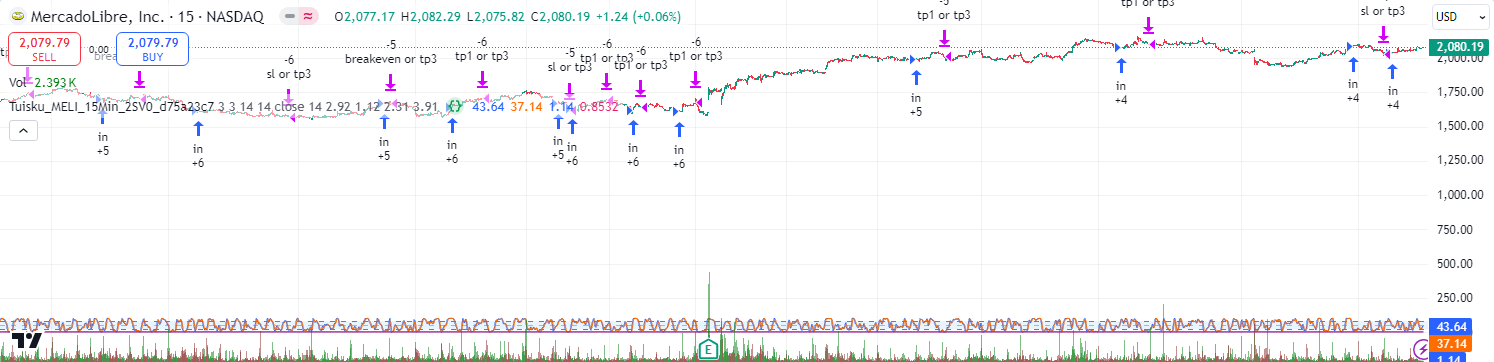 MercadoLibre, Inc. · 15 · NASDAQ
O2,077.17 H2,082.29 L2,075.82 C2,080.19 +1.24 (+0.06%)
USD
2,079.79
SELL
0.00
2,079.79
BUY
Vol 2.393 K
Tuisku_MELI_15Min_2SV0_d75a23c7 3 3 14 14 close 14 2.92 1.42 2.31 3.91
43.64 37.14 1.14 0.8532
-6
sl or tp3
-5
breakeven or tp3
-6
tp1 or tp3
-5
sl or tp3
-6
tp1 or tp3
-6
tp1 or tp3
-6
tp1 or tp3
-5
tp1 or tp3
tp1 or tp3
sl or tp3
in
+5
in
+6
in
+5
in
+6
in
+5
in
+6
in
+6
in
+6
in
+5
in
+4
in
+4
in
+4
2,080.19
2,000.00
1,750.00
1,500.00
1,250.00
1,000.00
750.00
500.00
250.00
43.64
37.14
1.14
E